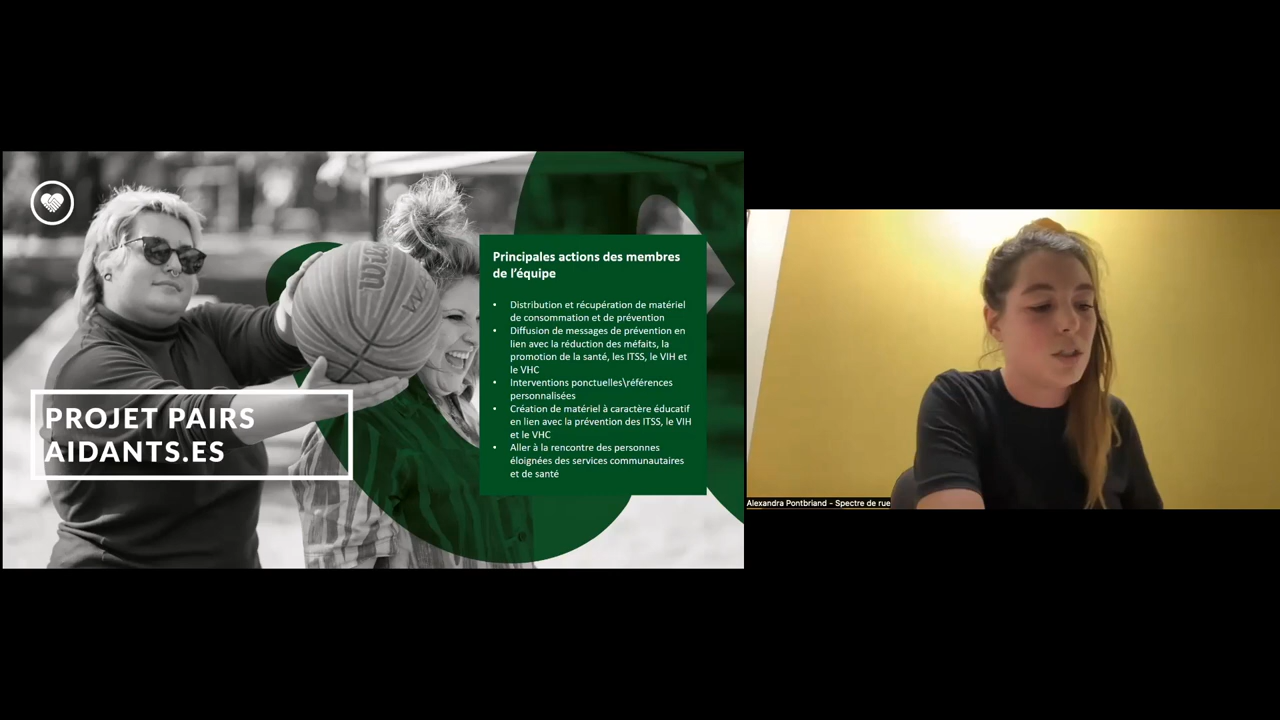 PROJET PAIRS
AIDANTS.ES
Wil
Principales actions des membres
de l'équipe
• Distribution et récupération de matériel
de consommation et de prévention
• Diffusion de messages de prévention en
lien avec la réduction des méfaits, la
promotion de la santé, les ITSS, le VIH et
le VHC
• Interventions ponctuelles\références
personnalisées
• Création de matériel à caractère éducatif
en lien avec la prévention des ITSS, le VIH
et le VHC
• Aller à la rencontre des personnes
éloignées des services communautaires
et de santé
Alexandra Pontbriand - Spectre de rue